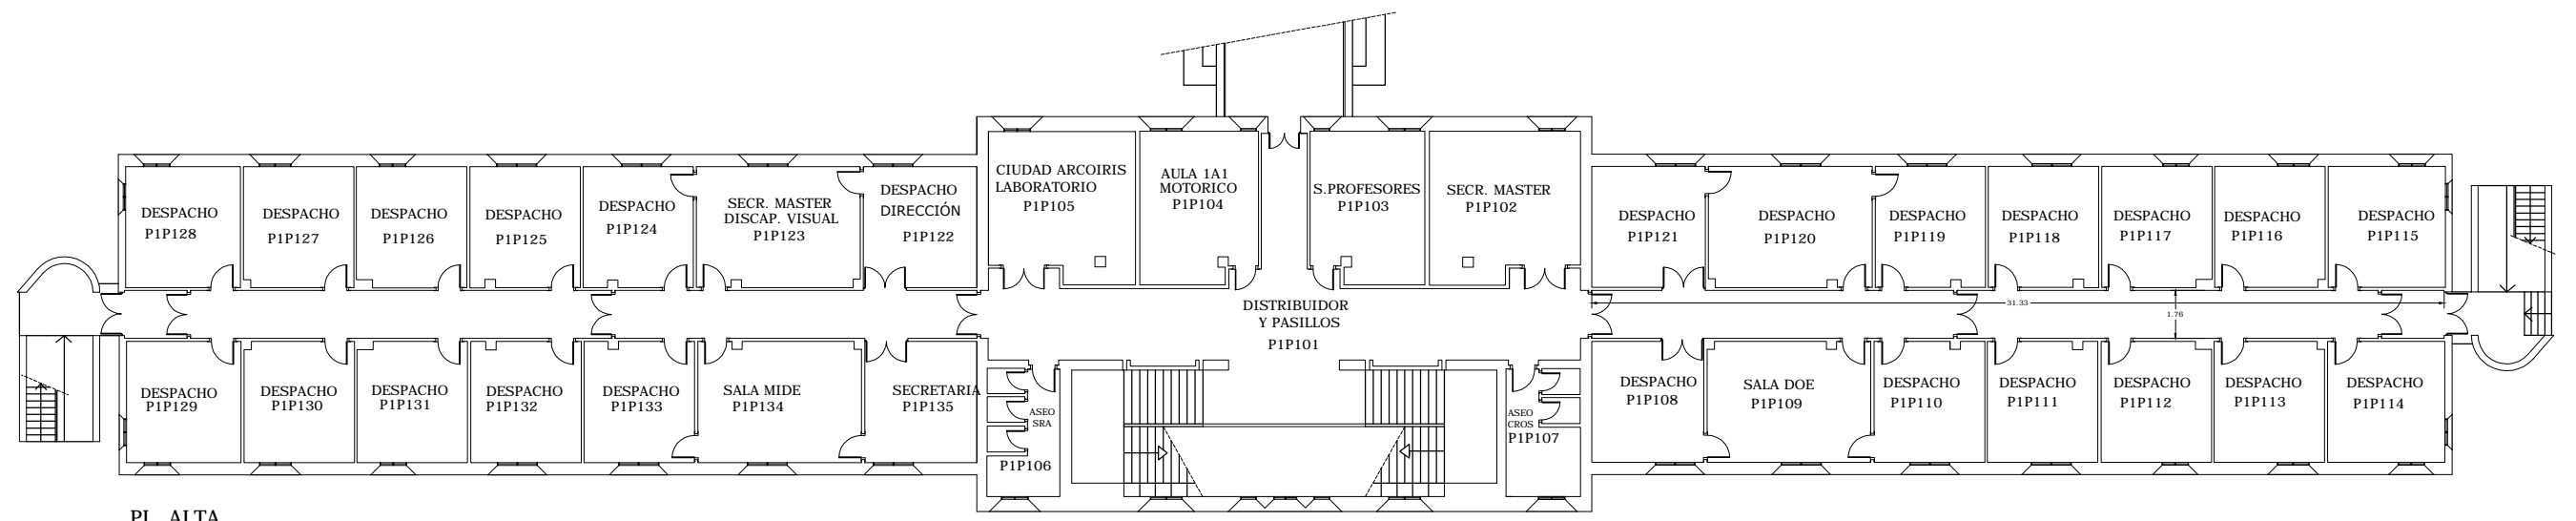 DESPACHO
P1P128
DESPACHO
P1P127
DESPACHO
P1P126
DESPACHO
P1P125
DESPACHO
P1P124
SECR. MASTER
DISCAP. VISUAL
P1P123
DESPACHO
DIRECCIÓN
P1P122
CIUDAD ARCOIRIS
LABORATORIO
P1P105
AULA 1A1
MOTORICO
P1P104
S.PROFESORES
P1P103
SECR. MASTER
P1P102
DESPACHO
P1P121
DESPACHO
P1P120
DESPACHO
P1P119
DESPACHO
P1P118
DESPACHO
P1P117
DESPACHO
P1P116
DESPACHO
P1P115
DISTRIBUIDOR
Y PASILLOS
P1P101
31.33
1.76
DESPACHO
P1P129
DESPACHO
P1P130
DESPACHO
P1P131
DESPACHO
P1P132
DESPACHO
P1P133
SALA MIDE
P1P134
SECRETARIA
P1P135
ASEO
SRA
P1P106
ASEO
CROS
P1P107
DESPACHO
P1P108
SALA DOE
P1P109
DESPACHO
P1P110
DESPACHO
P1P111
DESPACHO
P1P112
DESPACHO
P1P113
DESPACHO
P1P114
PL. ALTA